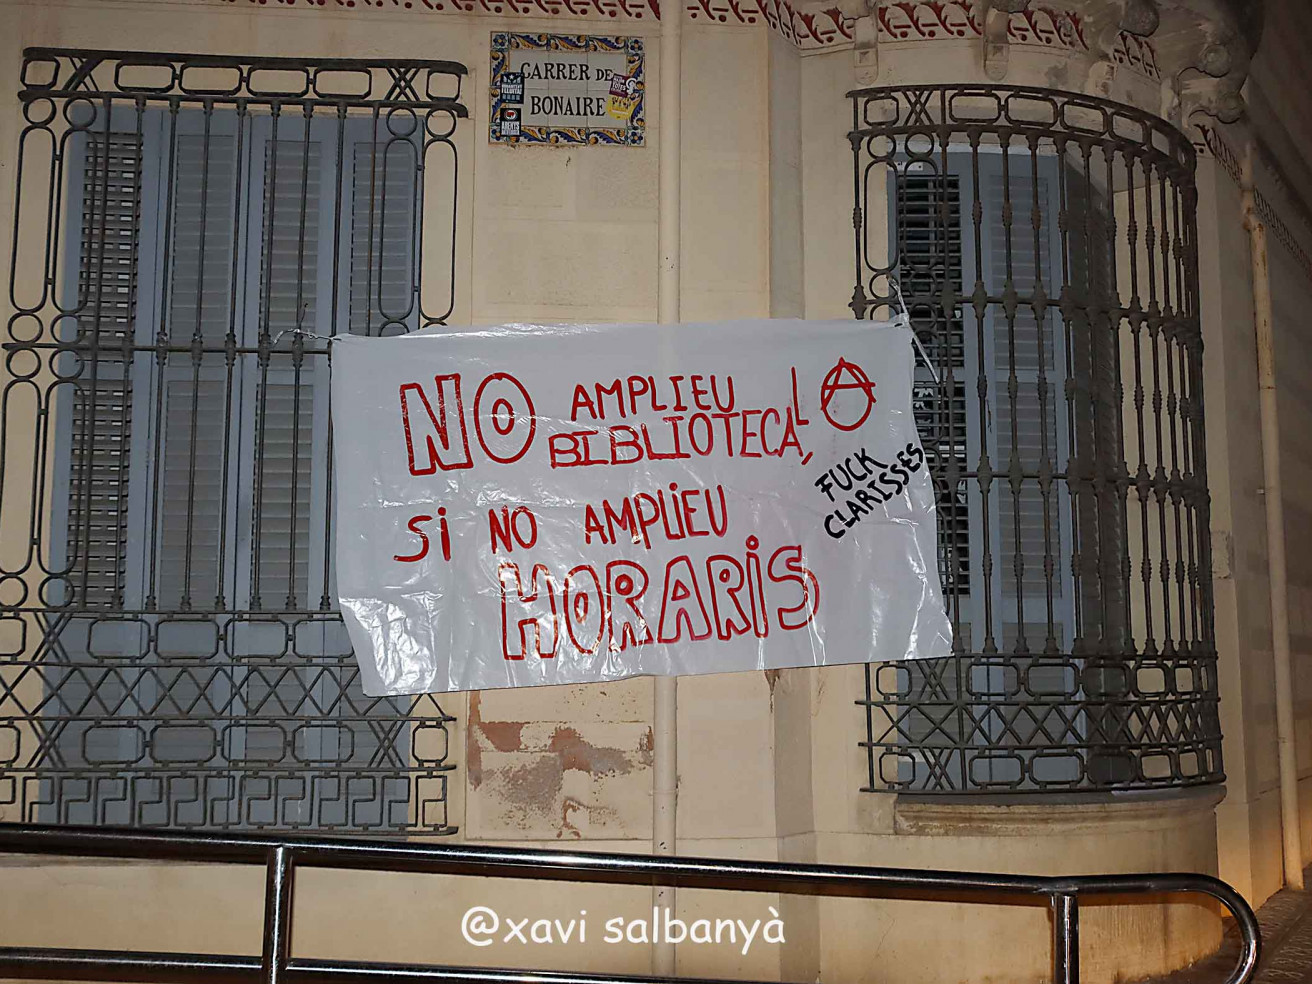 CARRER DE
BONAIRE
NO AMPLIEU LA
BIBLIOTECA,
SI NO AMPLIEU
HORARIS
FUCK
CLARISSES
@xavi salbanyà